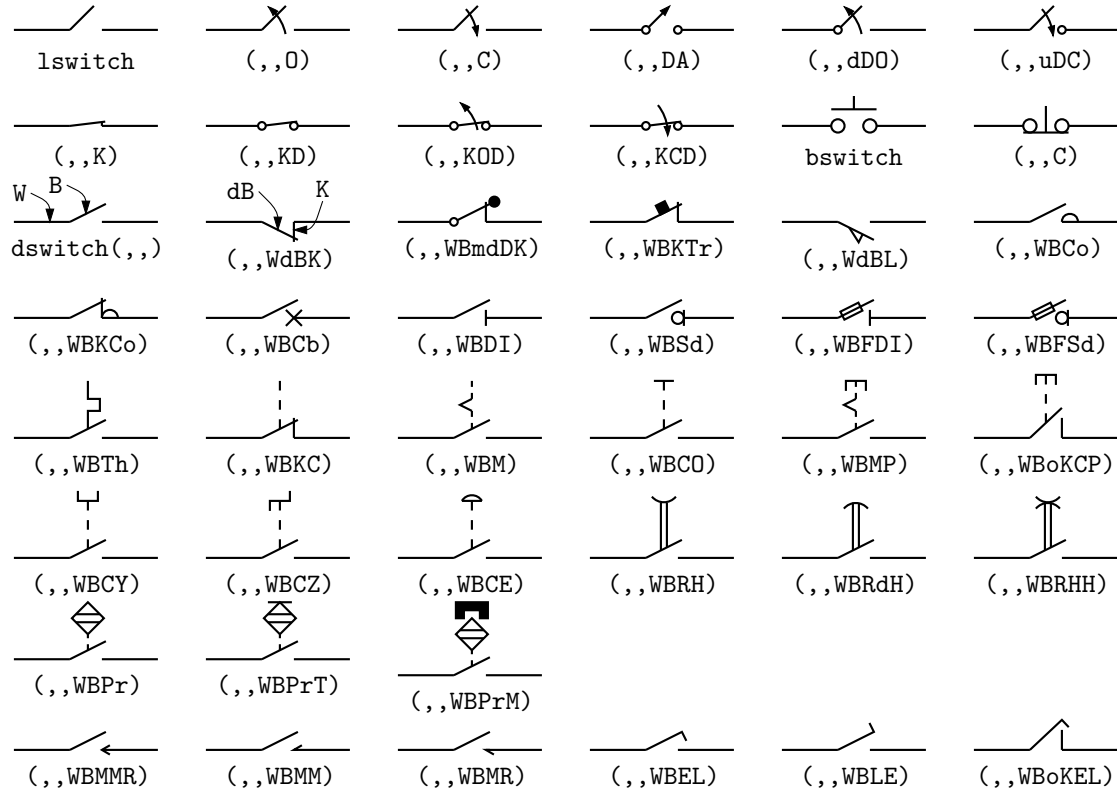 lswitch (,,O) (,,C) (,,DA) (,,dDO) (,,uDC)
(,,K) (,,KD) (,,KOD) (,,KCD) bswitch (,,C)
W B dB K
dswitch(,,) (,,WdBK) (,,WBmdDK) (,,WBKTr) (,,WdBL) (,,WBCo)
(,,WBKCo) (,,WBCb) (,,WBDI) (,,WBSd) (,,WBFDI) (,,WBFSd)
(,,WBTh) (,,WBKC) (,,WBM) (,,WBCO) (,,WBMP) (,,WBoKCP)
(,,WBCY) (,,WBCZ) (,,WBCE) (,,WBRH) (,,WBRdH) (,,WBRHH)
(,,WBPr) (,,WBPrT) (,,WBPrM)
(,,WBMMR) (,,WBMM) (,,WBMR) (,,WBEL) (,,WBLE) (,,WBoKEL)